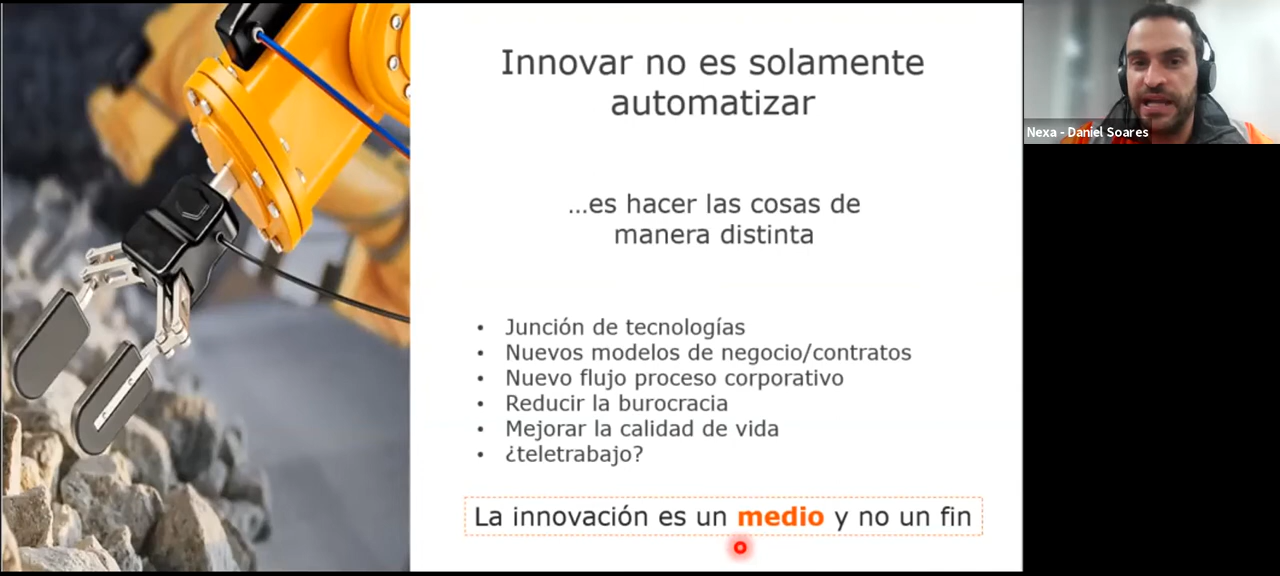 Innovar no es solamente
automatizar
...es hacer las cosas de
manera distinta
• Junción de tecnologías
• Nuevos modelos de negocio/contratos
• Nuevo flujo proceso corporativo
• Reducir la burocracia
• Mejorar la calidad de vida
• ¿teletrabajo?
La innovación es un medio y no un fin
Nexa - Daniel Soares